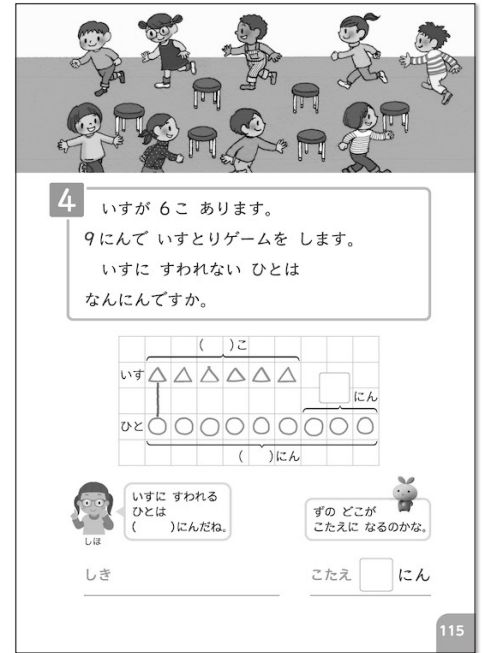 4
いすが 6こ あります。
9にんで いすとりゲームを します。
いすに すわれない ひとは
なんにんですか。
( )こ
いす
にん
ひと
( )にん
いすに すわれる
ひとは
( )にんだね。
しほ
ずの どこが
こたえに なるのかな。
しき
こたえ にん
115